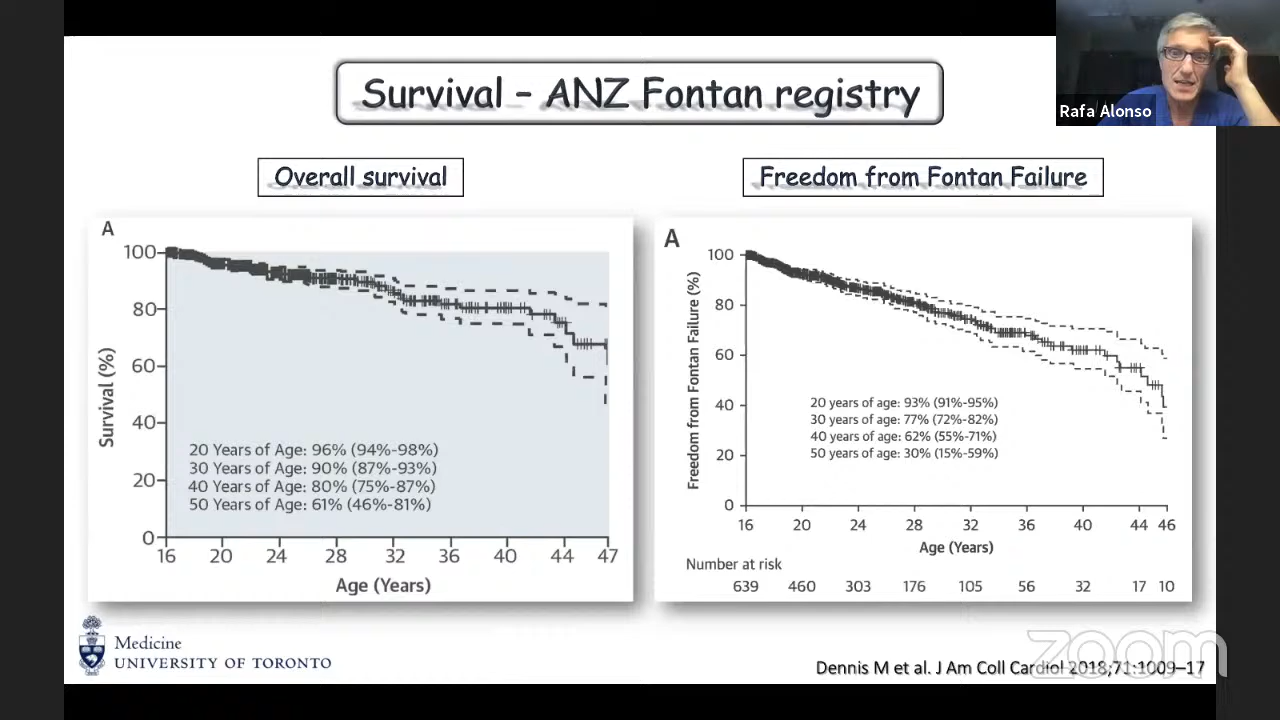 Survival – ANZ Fontan registry
Rafa Alonso
Overall survival
Freedom from Fontan Failure
A
Survival (%)
100
80
60
40
20
0
20 Years of Age: 96% (94%-98%)
30 Years of Age: 90% (87%-93%)
40 Years of Age: 80% (75%-87%)
50 Years of Age: 61% (46%-81%)
16 20 24 28 32 36 40 44 47
Age (Years)
A
Freedom from Fontan Failure (%)
100
80
60
40
20
0
20 years of age: 93% (91%-95%)
30 years of age: 77% (72%-82%)
40 years of age: 62% (55%-71%)
50 years of age: 30% (15%-59%)
16 20 24 28 32 36 40 44 46
Age (Years)
Number at risk
639 460 303 176 105 56 32 17 10
Medicine
UNIVERSITY OF TORONTO
zoom
Dennis M et al. J Am Coll Cardiol 2018;71:1009–17